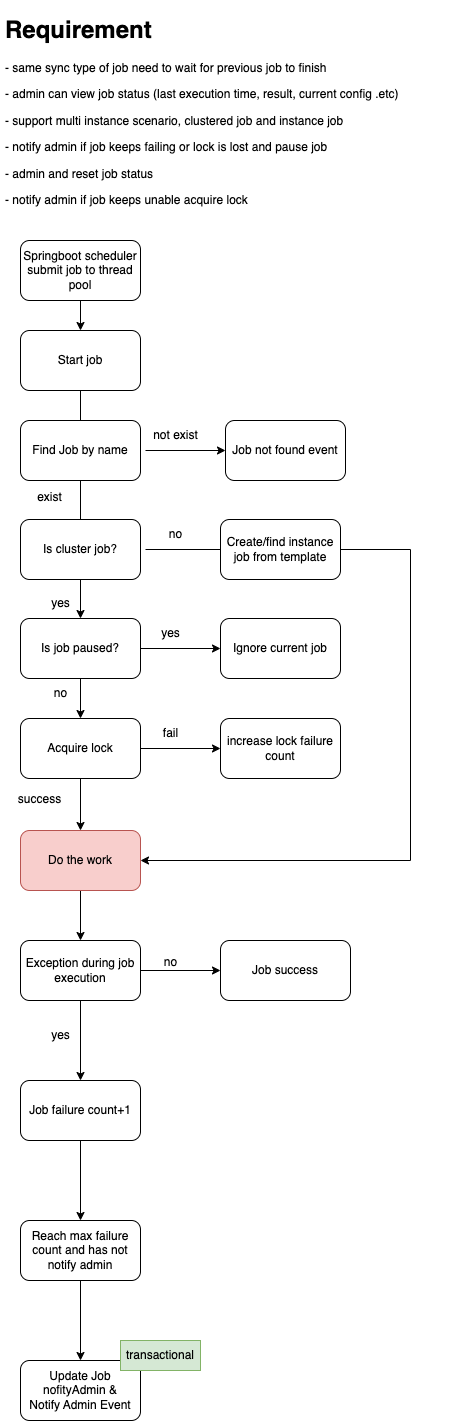 Requirement
- same sync type of job need to wait for previous job to finish
- admin can view job status (last execution time, result, current config .etc)
- support multi instance scenario, clustered job and instance job
- notify admin if job keeps failing or lock is lost and pause job
- admin and reset job status
- notify admin if job keeps unable acquire lock
Springboot scheduler
submit job to thread
pool
Start job
Find Job by name
not exist
Job not found event
exist
Is cluster job?
no
Create/find instance
job from template
yes
Is job paused?
yes
Ignore current job
no
Acquire lock
fail
increase lock failure
count
success
Do the work
Exception during job
execution
no
Job success
yes
Job failure count+1
Reach max failure
count and has not
notify admin
transactional
Update Job
nofityAdmin &
Notify Admin Event